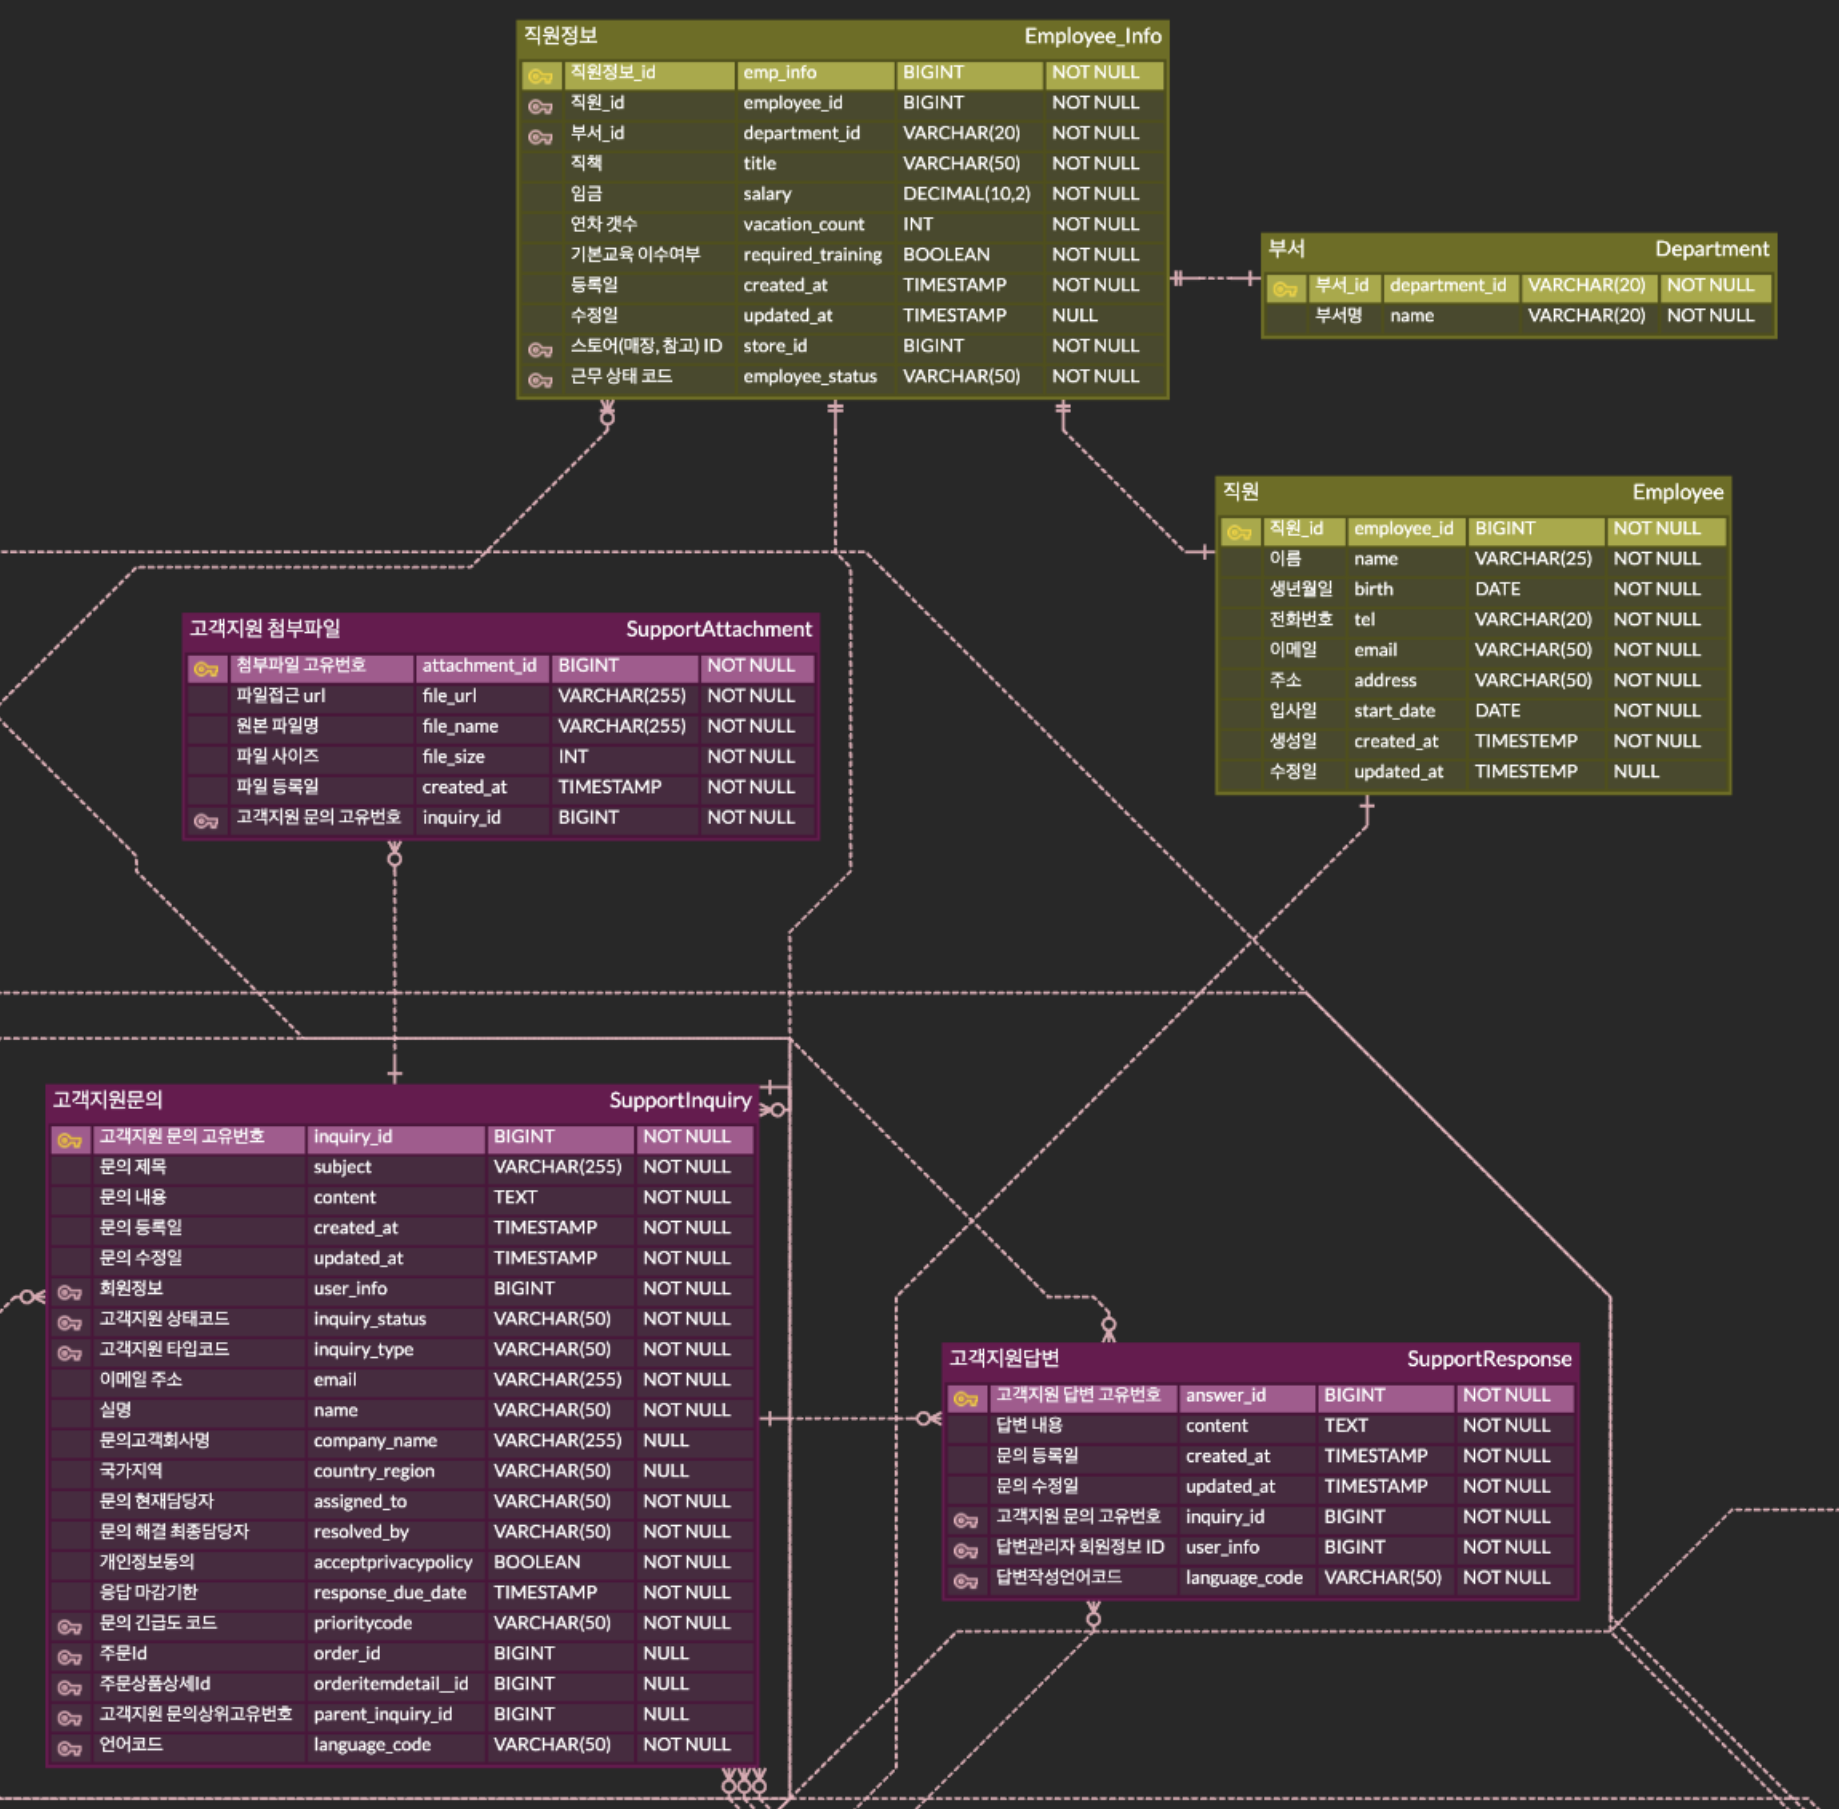 직원정보 Employee_Info
직원정보_id emp_info BIGINT NOT NULL
직원_id employee_id BIGINT NOT NULL
부서_id department_id VARCHAR(20) NOT NULL
직책 title VARCHAR(50) NOT NULL
임금 salary DECIMAL(10,2) NOT NULL
연차 갯수 vacation_count INT NOT NULL
기본교육 이수여부 required_training BOOLEAN NOT NULL
등록일 created_at TIMESTAMP NOT NULL
수정일 updated_at TIMESTAMP NULL
스토어(매장, 참고) ID store_id BIGINT NOT NULL
근무 상태 코드 employee_status VARCHAR(50) NOT NULL
부서 Department
부서_id department_id VARCHAR(20) NOT NULL
부서명 name VARCHAR(20) NOT NULL
직원 Employee
직원_id employee_id BIGINT NOT NULL
이름 name VARCHAR(25) NOT NULL
생년월일 birth DATE NOT NULL
전화번호 tel VARCHAR(20) NOT NULL
이메일 email VARCHAR(50) NOT NULL
주소 address VARCHAR(50) NOT NULL
입사일 start_date DATE NOT NULL
생성일 created_at TIMESTEMP NOT NULL
수정일 updated_at TIMESTEMP NULL
고객지원 첨부파일 SupportAttachment
첨부파일 고유번호 attachment_id BIGINT NOT NULL
파일접근 url file_url VARCHAR(255) NOT NULL
원본 파일명 file_name VARCHAR(255) NOT NULL
파일 사이즈 file_size INT NOT NULL
파일 등록일 created_at TIMESTAMP NOT NULL
고객지원 문의 고유번호 inquiry_id BIGINT NOT NULL
고객지원문의 SupportInquiry
고객지원 문의 고유번호 inquiry_id BIGINT NOT NULL
문의 제목 subject VARCHAR(255) NOT NULL
문의 내용 content TEXT NOT NULL
문의 등록일 created_at TIMESTAMP NOT NULL
문의 수정일 updated_at TIMESTAMP NOT NULL
회원정보 user_info BIGINT NOT NULL
고객지원 상태코드 inquiry_status VARCHAR(50) NOT NULL
고객지원 타입코드 inquiry_type VARCHAR(50) NOT NULL
이메일 주소 email VARCHAR(255) NOT NULL
실명 name VARCHAR(50) NOT NULL
문의고객회사명 company_name VARCHAR(255) NULL
국가지역 country_region VARCHAR(50) NULL
문의 현재담당자 assigned_to VARCHAR(50) NOT NULL
문의 해결 최종담당자 resolved_by VARCHAR(50) NOT NULL
개인정보동의 acceptprivacypolicy BOOLEAN NOT NULL
응답 마감기한 response_due_date TIMESTAMP NOT NULL
문의 긴급도 코드 prioritycode VARCHAR(50) NOT NULL
주문Id order_id BIGINT NULL
주문상품상세Id orderitemdetail__id BIGINT NULL
고객지원 문의상위고유번호 parent_inquiry_id BIGINT NULL
언어코드 language_code VARCHAR(50) NOT NULL
고객지원답변 SupportResponse
고객지원 답변 고유번호 answer_id BIGINT NOT NULL
답변 내용 content TEXT NOT NULL
문의 등록일 created_at TIMESTAMP NOT NULL
문의 수정일 updated_at TIMESTAMP NOT NULL
고객지원 문의 고유번호 inquiry_id BIGINT NOT NULL
답변관리자 회원정보 ID user_info BIGINT NOT NULL
답변작성언어코드 language_code VARCHAR(50) NOT NULL